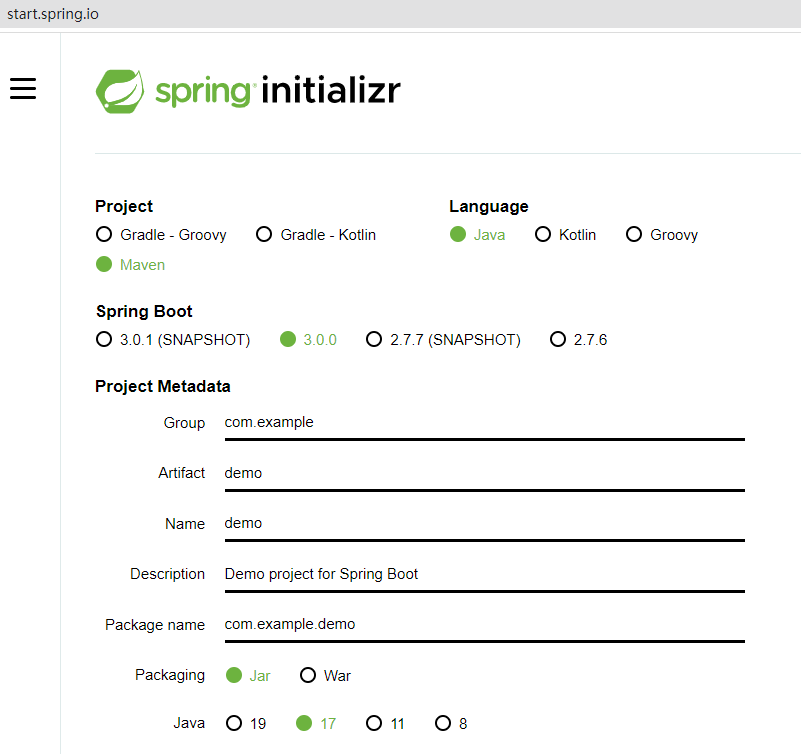 start.spring.io
spring initializr
Project
Gradle - Groovy Gradle - Kotlin
Maven
Language
Java Kotlin Groovy
Spring Boot
3.0.1 (SNAPSHOT) 3.0.0 2.7.7 (SNAPSHOT) 2.7.6
Project Metadata
Group com.example
Artifact demo
Name demo
Description Demo project for Spring Boot
Package name com.example.demo
Packaging Jar War
Java 19 17 11 8